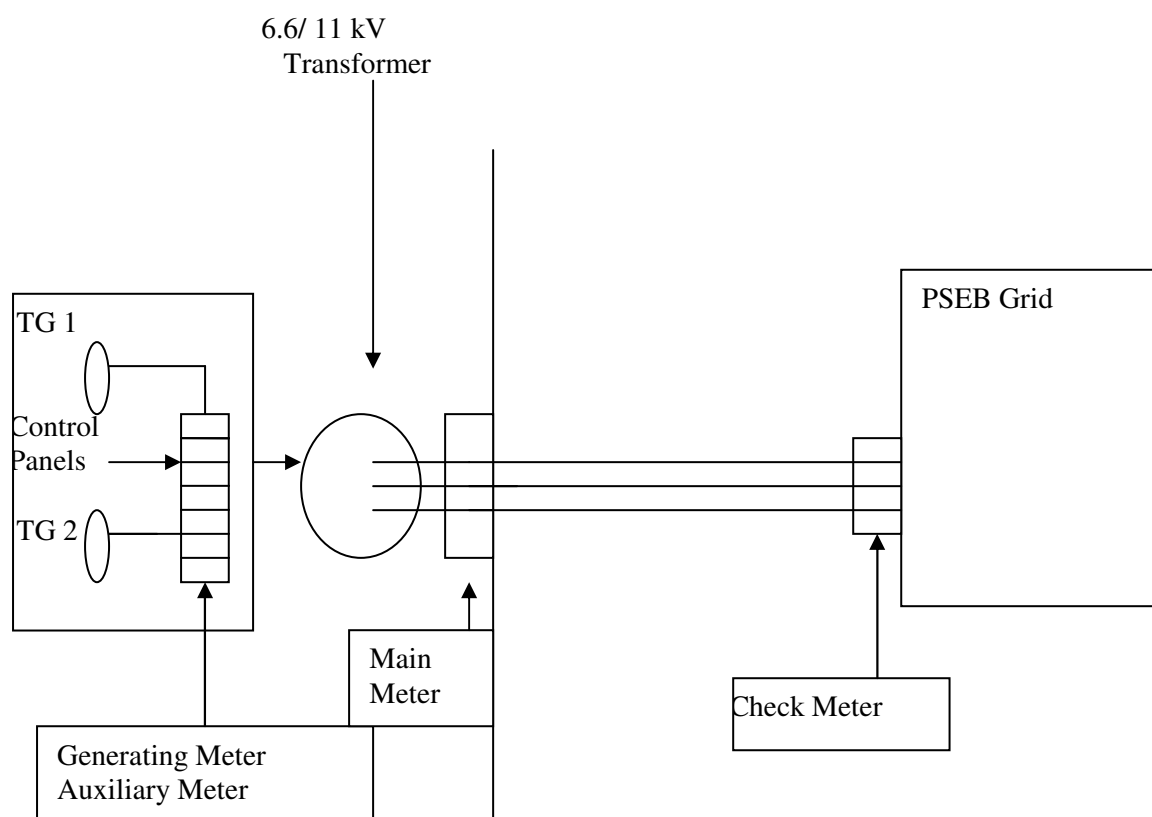 6.6/ 11 kV
Transformer
PSEB Grid
TG 1
Control
Panels
TG 2
Main
Meter
Check Meter
Generating Meter
Auxiliary Meter